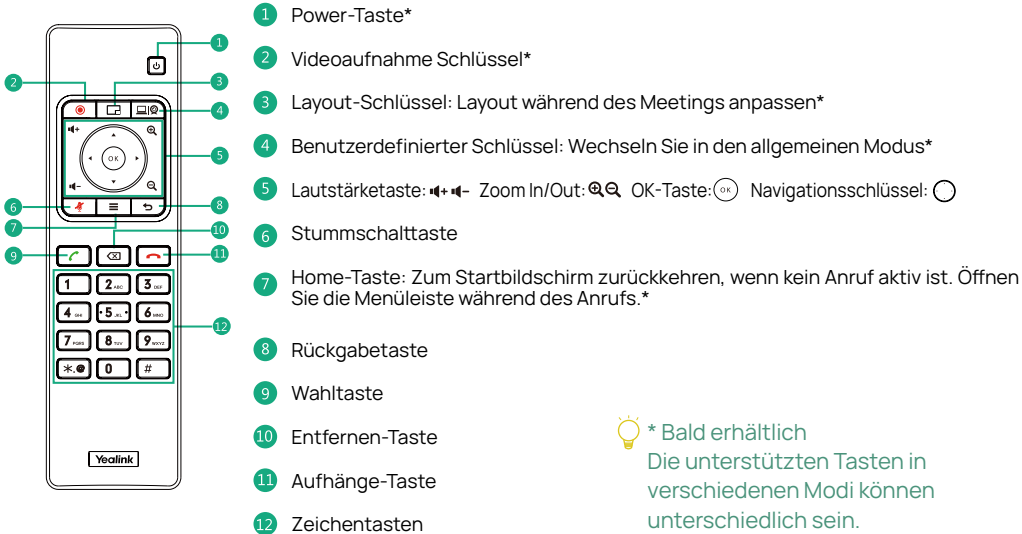 1 Power-Taste*
2 Videoaufnahme Schlüssel*
3 Layout-Schlüssel: Layout während des Meetings anpassen*
4 Benutzerdefinierter Schlüssel: Wechseln Sie in den allgemeinen Modus*
5 Lautstärketaste: + - Zoom In/Out: OK-Taste: OK Navigationsschlüssel:
6 Stummschalttaste
7 Home-Taste: Zum Startbildschirm zurückkehren, wenn kein Anruf aktiv ist. Öffnen
Sie die Menüleiste während des Anrufs.*
8 Rückgabetaste
9 Wahltaste
10 Entfernen-Taste
11 Aufhänge-Taste
12 Zeichentasten
* Bald erhältlich
Die unterstützten Tasten in
verschiedenen Modi können
unterschiedlich sein.
1
2
3
4
+
OK
5
-
6
7
8
9
10
11
1 2 ABC 3 DEF
4 GHI 5 JKL 6 MNO
12
7 PQRS 8 TUV 9 WXYZ
*.@ 0 #
Yealink